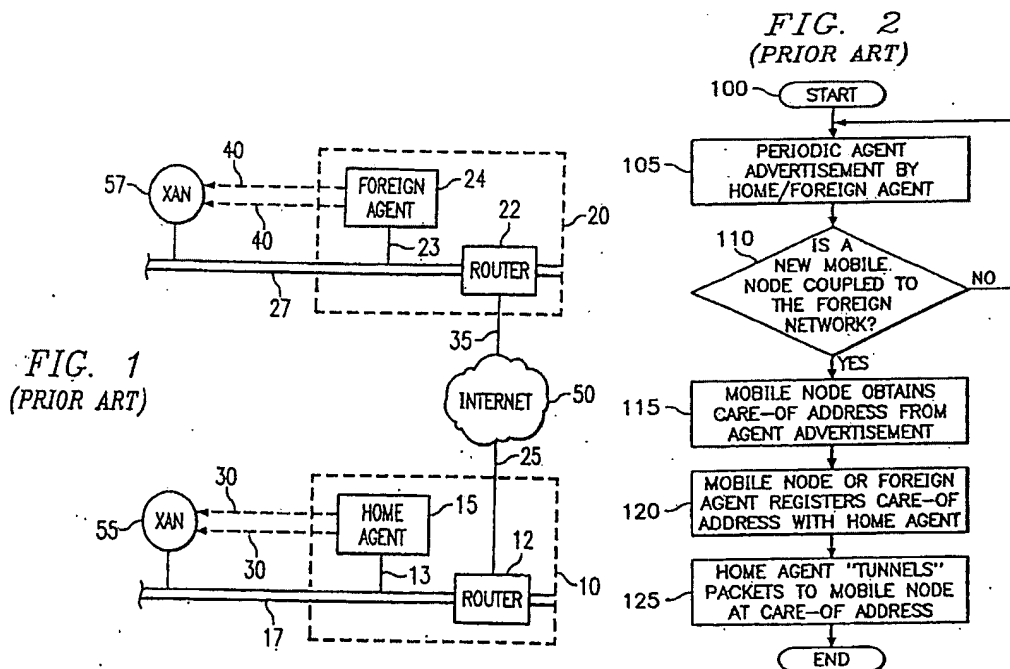 FIG. 1
(PRIOR ART)
57
XAN
40
40
FOREIGN
AGENT
24
20
23
22
ROUTER
27
35
INTERNET
50
25
55
XAN
30
30
HOME
AGENT
15
10
13
12
ROUTER
17
FIG. 2
(PRIOR ART)
100
START
105
PERIODIC AGENT
ADVERTISEMENT BY
HOME/FOREIGN AGENT
110
IS A
NEW MOBILE
NODE COUPLED TO
THE FOREIGN
NETWORK?
NO
YES
115
MOBILE NODE OBTAINS
CARE-OF ADDRESS FROM
AGENT ADVERTISEMENT
120
MOBILE NODE OR FOREIGN
AGENT REGISTERS CARE-OF
ADDRESS WITH HOME AGENT
125
HOME AGENT "TUNNELS"
PACKETS TO MOBILE NODE
AT CARE-OF ADDRESS
END